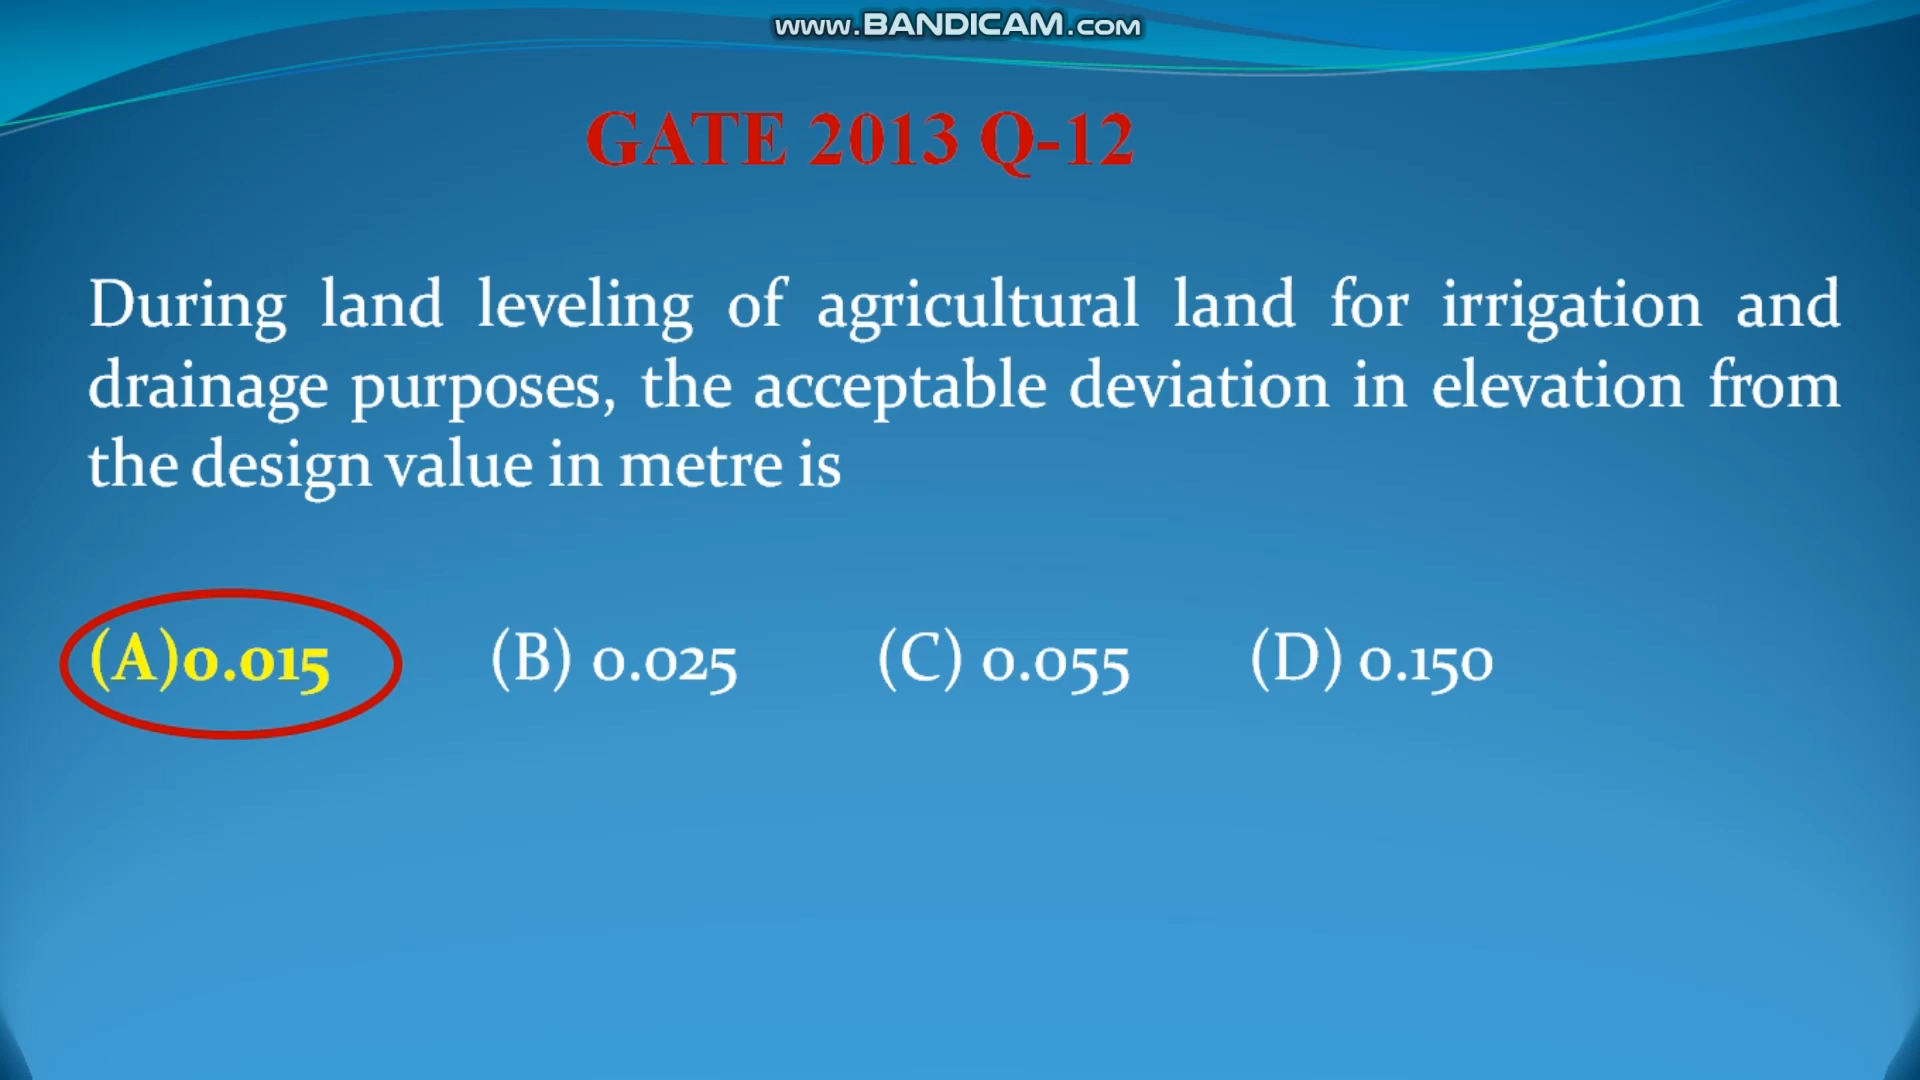 www.BANDICAM.com
GATE 2013 Q-12
During land leveling of agricultural land for irrigation and
drainage purposes, the acceptable deviation in elevation from
the design value in metre is
(A)0.015 (B) 0.025 (C) 0.055 (D) 0.150